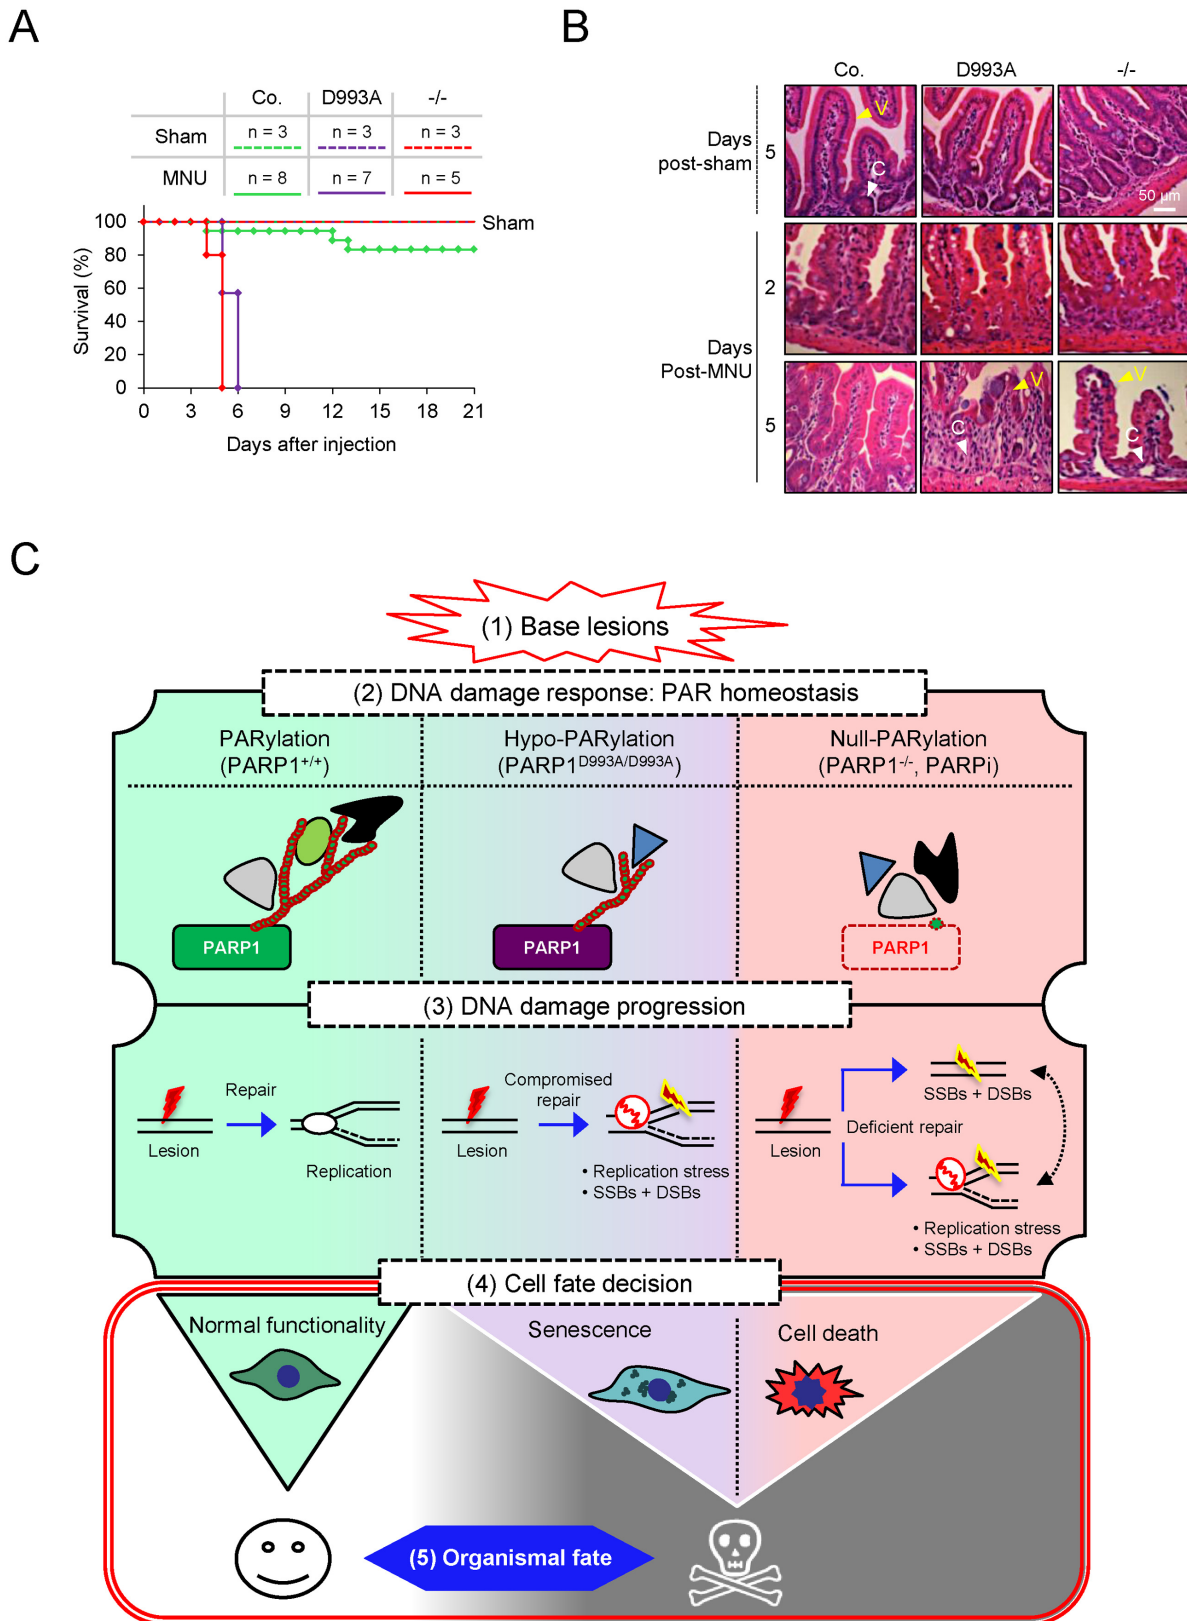 A
Co. D993A -/-
Sham n = 3 n = 3 n = 3
MNU n = 8 n = 7 n = 5
100
80
60
40
20
0
Survival (%)
Sham
0 3 6 9 12 15 18 21
Days after injection
B
Co. D993A -/-
Days
post-sham
5
V
C
50 µm
Days
Post-MNU
2
5
V
C
V
C
C
(1) Base lesions
(2) DNA damage response: PAR homeostasis
PARylation
(PARP1+/+)
Hypo-PARylation
(PARP1D993A/D993A)
Null-PARylation
(PARP1-/-, PARPi)
PARP1
PARP1
PARP1
(3) DNA damage progression
Lesion
Repair
Replication
Lesion
Compromised
repair
• Replication stress
• SSBs + DSBs
Lesion
Deficient repair
SSBs + DSBs
• Replication stress
• SSBs + DSBs
(4) Cell fate decision
Normal functionality
Senescence
Cell death
(5) Organismal fate